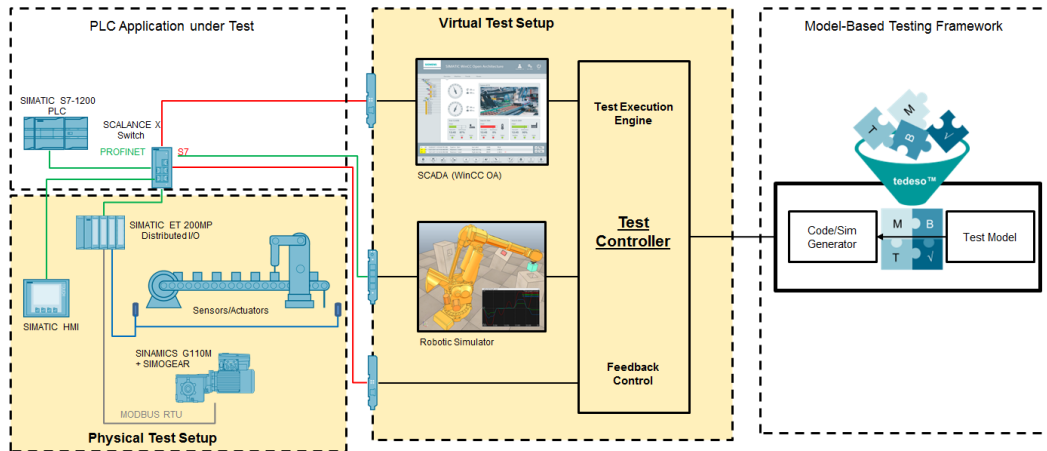 PLC Application under Test
SIMATIC S7-1200
PLC
SCALANCE X
Switch
PROFINET
S7
SIMATIC ET 200MP
Distributed I/O
Sensors/Actuators
SIMATIC HMI
SINAMICS G110M
+ SIMOGEAR
MODBUS RTU
Physical Test Setup
Virtual Test Setup
SCADA (WinCC OA)
Robotic Simulator
Test Execution
Engine
Test
Controller
Feedback
Control
Model-Based Testing Framework
M
T
B
√
tedeso™
Code/Sim
Generator
M B
T √
Test Model